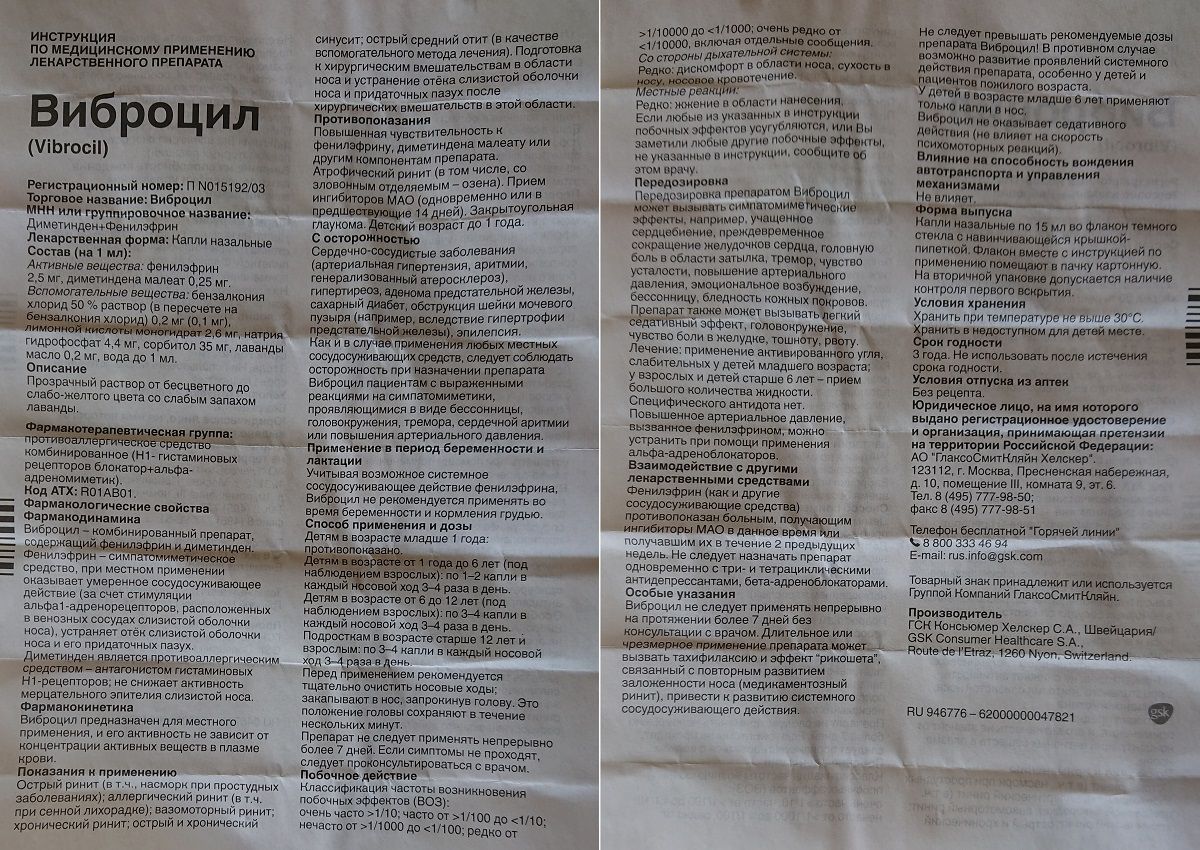 ИНСТРУКЦИЯ
ПО МЕДИЦИНСКОМУ ПРИМЕНЕНИЮ
ЛЕКАРСТВЕННОГО ПРЕПАРАТА
Виброцил
(Vibrocil)
Регистрационный номер: П N015192/03
Торговое название: Виброцил
МНН или группировочное название:
Диметинден+Фенилэфрин
Лекарственная форма: Капли назальные
Состав (на 1 мл):
Активные вещества: фенилэфрин
2,5 мг, диметиндена малеат 0,25 мг.
Вспомогательные вещества: бензалкония
хлорид 50 % раствор (в пересчете на
бензалкония хлорид) 0,2 мг (0,1 мг),
лимонной кислоты моногидрат 2,6 мг, натрия
гидрофосфат 4,4 мг, сорбитол 35 мг, лаванды
масло 0,2 мг, вода до 1 мл.
Описание
Прозрачный раствор от бесцветного до
слабо-желтого цвета со слабым запахом
лаванды.
Фармакотерапевтическая группа:
противоаллергическое средство
комбинированное (H1- гистаминовых
рецепторов блокатор+альфа-
адреномиметик).
Код АТХ: R01AB01.
Фармакологические свойства
Фармакодинамика
Виброцил – комбинированный препарат,
содержащий фенилэфрин и диметинден.
Фенилэфрин – симпатомиметическое
средство, при местном применении
оказывает умеренное сосудосуживающее
действие (за счет стимуляции
альфа1-адренорецепторов, расположенных
в венозных сосудах слизистой оболочки
носа), устраняет отёк слизистой оболочки
носа и его придаточных пазух.
Диметинден является противоаллергическим
средством – антагонистом гистаминовых
H1-рецепторов; не снижает активность
мерцательного эпителия слизистой носа.
Фармакокинетика
Виброцил предназначен для местного
применения, и его активность не зависит от
концентрации активных веществ в плазме
крови.
Показания к применению
Острый ринит (в т.ч., насморк при простудных
заболеваниях); аллергический ринит (в т.ч.
при сенной лихорадке); вазомоторный ринит;
хронический ринит; острый и хронический
синусит; острый средний отит (в качестве
вспомогательного метода лечения). Подготовка
к хирургическим вмешательствам в области
носа и устранение отёка слизистой оболочки
носа и придаточных пазух после
хирургических вмешательств в этой области.
Противопоказания
Повышенная чувствительность к
фенилэфрину, диметиндена малеату или
другим компонентам препарата.
Атрофический ринит (в том числе, со
зловонным отделяемым – озена). Прием
ингибиторов МАО (одновременно или в
предшествующие 14 дней). Закрытоугольная
глаукома. Детский возраст до 1 года.
С осторожностью
Сердечно-сосудистые заболевания
(артериальная гипертензия, аритмии,
генерализованный атеросклероз),
гипертиреоз, аденома предстательной железы,
сахарный диабет, обструкция шейки мочевого
пузыря (например, вследствие гипертрофии
предстательной железы), эпилепсия.
Как и в случае применения любых местных
сосудосуживающих средств, следует соблюдать
осторожность при назначении препарата
Виброцил пациентам с выраженными
реакциями на симпатомиметики,
проявляющимися в виде бессонницы,
головокружения, тремора, сердечной аритмии
или повышения артериального давления.
Применение в период беременности и
лактации
Учитывая возможное системное
сосудосуживающее действие фенилэфрина,
Виброцил не рекомендуется применять во
время беременности и кормления грудью.
Способ применения и дозы
Детям в возрасте младше 1 года:
противопоказано.
Детям в возрасте от 1 года до 6 лет (под
наблюдением взрослых): по 1–2 капли в
каждый носовой ход 3–4 раза в день.
Детям в возрасте от 6 до 12 лет (под
наблюдением взрослых): по 3–4 капли в
каждый носовой ход 3–4 раза в день.
Подросткам в возрасте старше 12 лет и
взрослым: по 3–4 капли в каждый носовой
ход 3–4 раза в день.
Перед применением рекомендуется
тщательно очистить носовые ходы;
закапывают в нос, запрокинув голову. Это
положение головы сохраняют в течение
нескольких минут.
Препарат не следует применять непрерывно
более 7 дней. Если симптомы не проходят,
следует проконсультироваться с врачом.
Побочное действие
Классификация частоты возникновения
побочных эффектов (ВОЗ):
очень часто >1/10; часто от >1/100 до <1/10;
нечасто от >1/1000 до <1/100; редко от
>1/10000 до <1/1000; очень редко от
<1/10000, включая отдельные сообщения.
Со стороны дыхательной системы:
Редко: дискомфорт в области носа, сухость в
носу, носовое кровотечение.
Местные реакции:
Редко: жжение в области нанесения,
Если любые из указанных в инструкции
побочных эффектов усугубляются, или Вы
заметили любые другие побочные эффекты,
не указанные в инструкции, сообщите об
этом врачу.
Передозировка
Передозировка препаратом Виброцил
может вызывать симпатомиметические
эффекты, например, учащенное
сердцебиение, преждевременное
сокращение желудочков сердца, головную
боль в области затылка, тремор, чувство
усталости, повышение артериального
давления, эмоциональное возбуждение,
бессонницу, бледность кожных покровов.
Препарат также может вызывать легкий
седативный эффект, головокружение,
чувство боли в желудке, тошноту, рвоту.
Лечение: применение активированного угля,
слабительных у детей младшего возраста;
у взрослых и детей старше 6 лет – прием
большого количества жидкости.
Специфического антидота нет.
Повышенное артериальное давление,
вызванное фенилэфрином, можно
устранить при помощи применения
альфа-адреноблокаторов.
Взаимодействие с другими
лекарственными средствами
Фенилэфрин (как и другие
сосудосуживающие средства)
противопоказан больным, получающим
ингибиторы МАО в данное время или
получавшим их в течение 2 предыдущих
недель. Не следует назначать препарат
одновременно с три- и тетрациклическими
антидепрессантами, бета-адреноблокаторами.
Особые указания
Виброцил не следует применять непрерывно
на протяжении более 7 дней без
консультации с врачом. Длительное или
чрезмерное применение препарата может
вызвать тахифилаксию и эффект "рикошета",
связанный с повторным развитием
заложенности носа (медикаментозный
ринит), привести к развитию системного
сосудосуживающего действия.
Не следует превышать рекомендуемые дозы
препарата Виброцил! В противном случае
возможно развитие проявлений системного
действия препарата, особенно у детей и
пациентов пожилого возраста.
У детей в возрасте младше 6 лет применяют
только капли в нос.
Виброцил не оказывает седативного
действия (не влияет на скорость
психомоторных реакций).
Влияние на способность вождения
автотранспорта и управления
механизмами
Не влияет.
Форма выпуска
Капли назальные по 15 мл во флакон темного
стекла с навинчивающейся крышкой-
пипеткой. Флакон вместе с инструкцией по
применению помещают в пачку картонную.
На вторичной упаковке допускается наличие
контроля первого вскрытия.
Условия хранения
Хранить при температуре не выше 30°С.
Хранить в недоступном для детей месте.
Срок годности
3 года. Не использовать после истечения
срока годности.
Условия отпуска из аптек
Без рецепта.
Юридическое лицо, на имя которого
выдано регистрационное удостоверение
и организация, принимающая претензии
на территории Российской Федерации:
АО "ГлаксоСмитКляйн Хелскер".
123112, г. Москва, Пресненская набережная,
д. 10, помещение III, комната 9, эт. 6.
Тел. 8 (495) 777-98-50;
факс 8 (495) 777-98-51
Телефон бесплатной "Горячей линии"
8 800 333 46 94
E-mail: rus.info@gsk.com
Товарный знак принадлежит или используется
Группой Компаний ГлаксоСмитКляйн.
Производитель
ГСК Консьюмер Хелскер С.А., Швейцария/
GSK Consumer Healthcare S.A.,
Route de l'Etraz, 1260 Nyon, Switzerland.
RU 946776 – 62000000047821
gsk